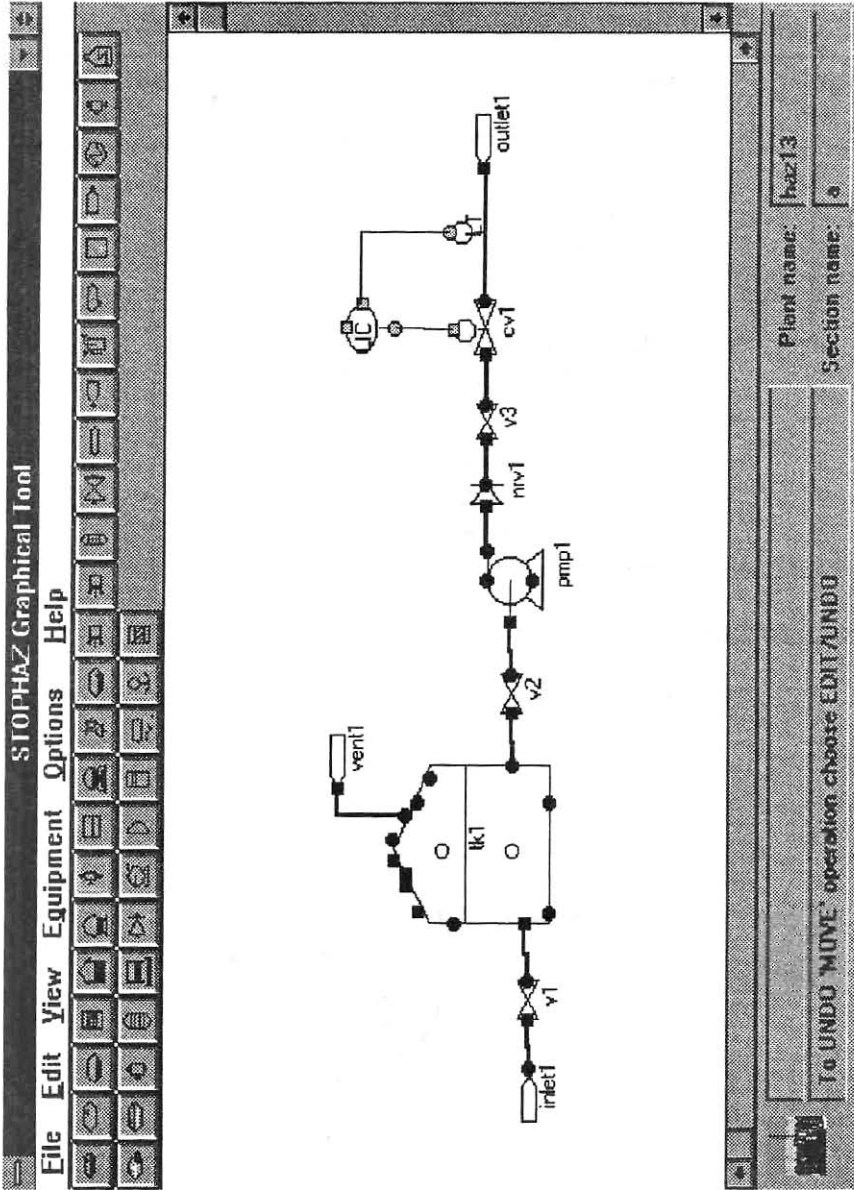 STOPHAZ Graphical Tool
File Edit View Equipment Options Help
vent1
inlet1
v1
tk1
v2
pmp1
nrv1
v3
cv1
outlet1
To UNDO 'MOVE' operation choose EDIT/UNDO
Plant name: haz13
Section name: a